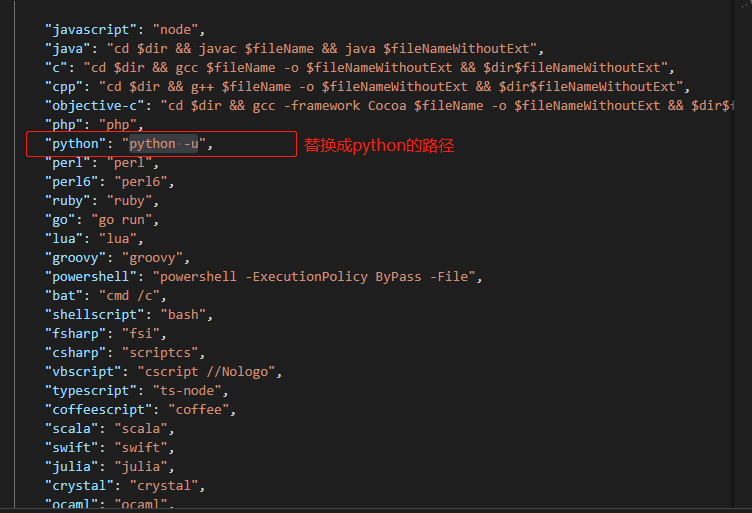 "javascript": "node",
"java": "cd $dir && javac $fileName && java $fileNameWithoutExt",
"c": "cd $dir && gcc $fileName -o $fileNameWithoutExt && $dir$fileNameWithoutExt",
"cpp": "cd $dir && g++ $fileName -o $fileNameWithoutExt && $dir$fileNameWithoutExt",
"objective-c": "cd $dir && gcc -framework Cocoa $fileName -o $fileNameWithoutExt && $dir$f
"php": "php",
"python": "python -u", 替换成python的路径
"perl": "perl",
"perl6": "perl6",
"ruby": "ruby",
"go": "go run",
"lua": "lua",
"groovy": "groovy",
"powershell": "powershell -ExecutionPolicy ByPass -File",
"bat": "cmd /c",
"shellscript": "bash",
"fsharp": "fsi",
"csharp": "scriptcs",
"vbscript": "cscript //Nologo",
"typescript": "ts-node",
"coffeescript": "coffee",
"scala": "scala",
"swift": "swift",
"julia": "julia",
"crystal": "crystal",
"ocaml": "ocaml",